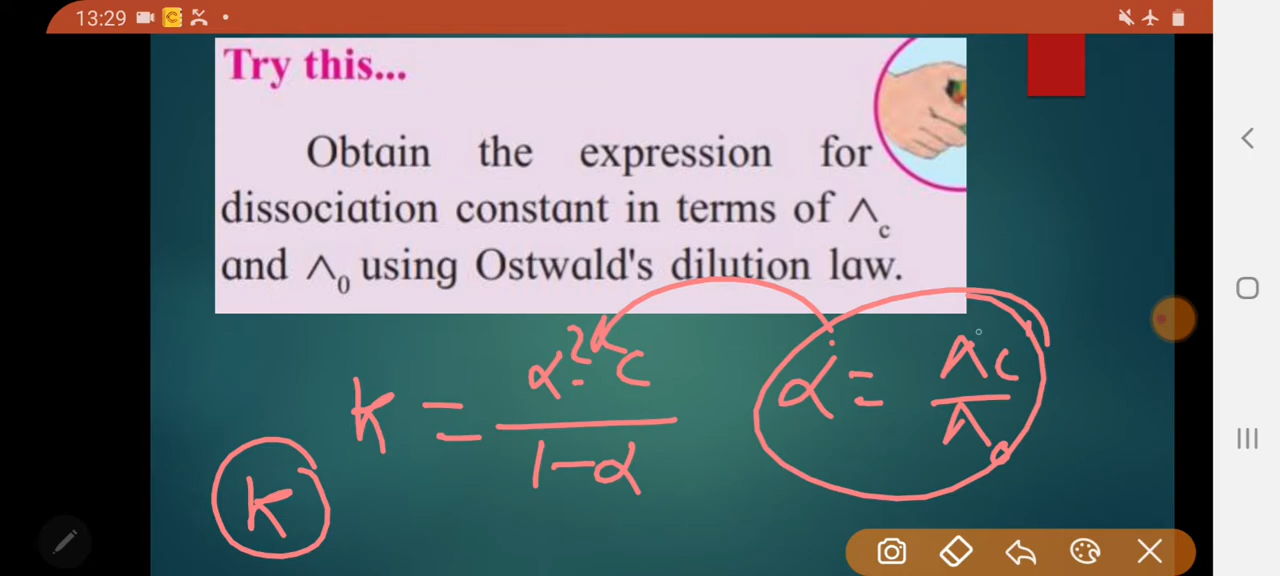 13:29
Try this...
Obtain the expression for
dissociation constant in terms of ∧c
and ∧0 using Ostwald's dilution law.
K = α²·c / 1-α
α = ∧c / ∧0
K